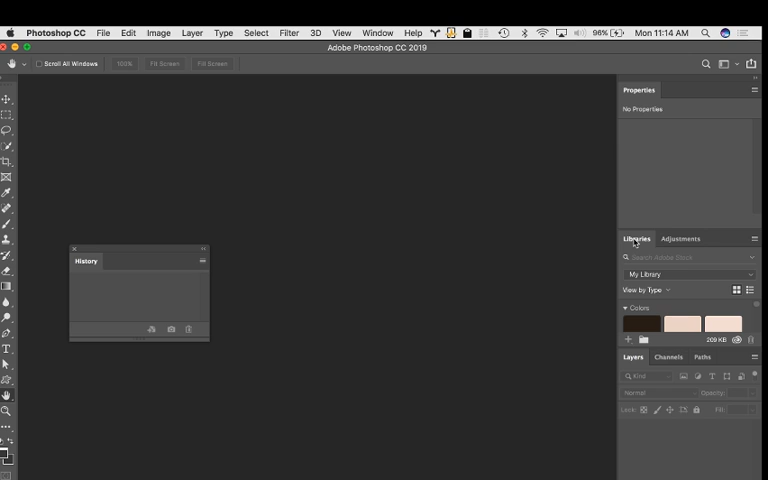 Photoshop CC File Edit Image Layer Type Select Filter 3D View Window Help 96% Mon 11:14 AM
Adobe Photoshop CC 2019
Scroll All Windows 100% Fit Screen Fill Screen
Properties
No Properties
Libraries Adjustments
Search Adobe Stock
My Library
View by Type
History
Colors
209 KB
Layers Channels Paths
Kind
Normal Opacity:
Lock: Fill: